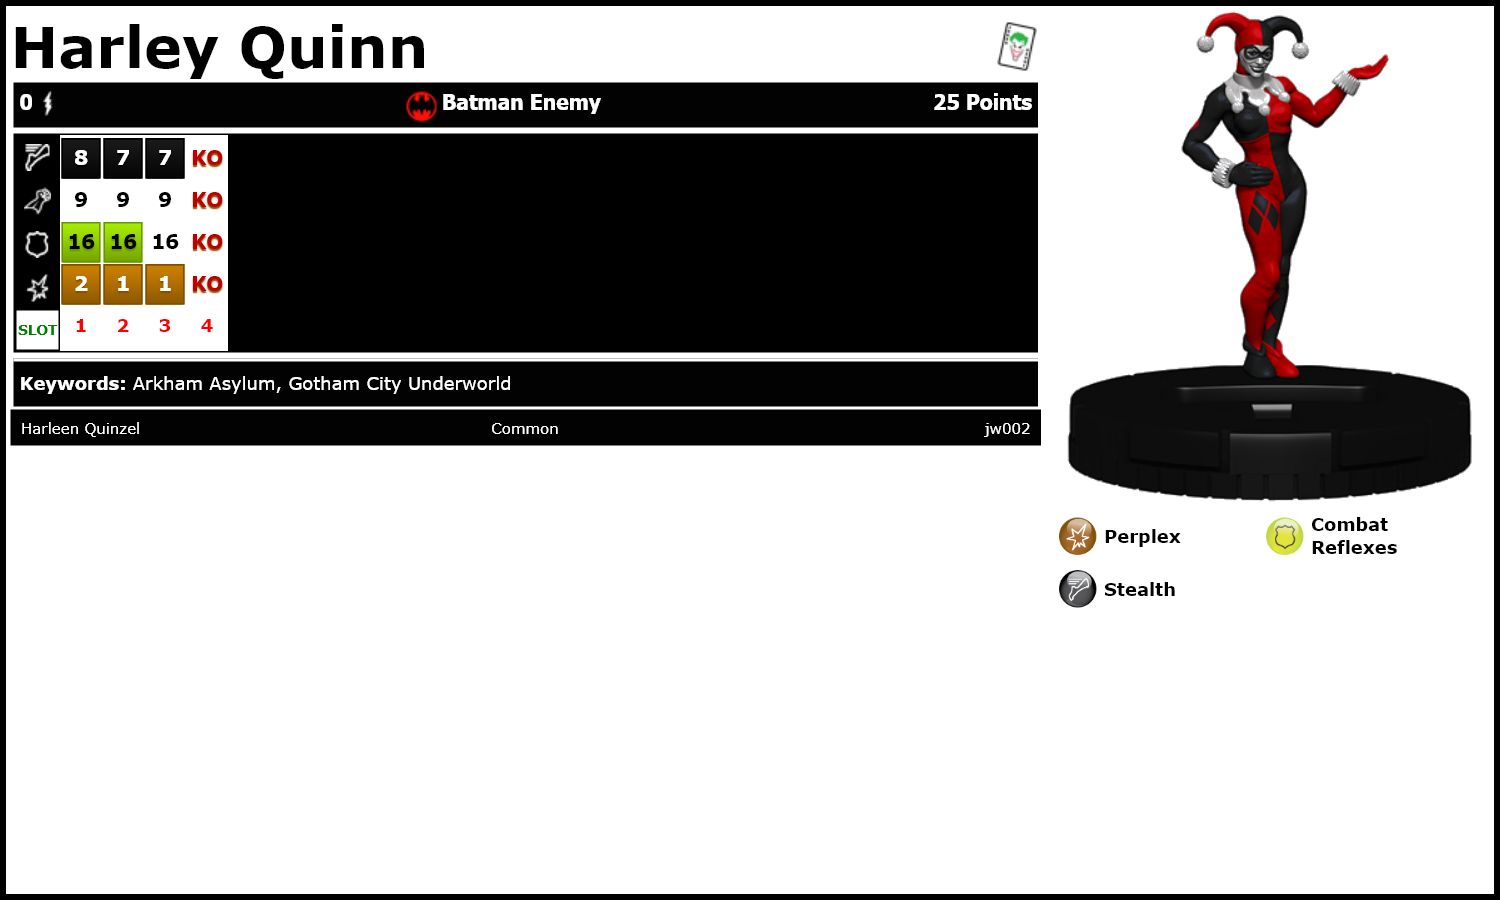 Harley Quinn
0 Batman Enemy 25 Points
8 7 7 KO
9 9 9 KO
16 16 16 KO
2 1 1 KO
SLOT 1 2 3 4
Keywords: Arkham Asylum, Gotham City Underworld
Harleen Quinzel Common jw002
Perplex
Combat
Reflexes
Stealth